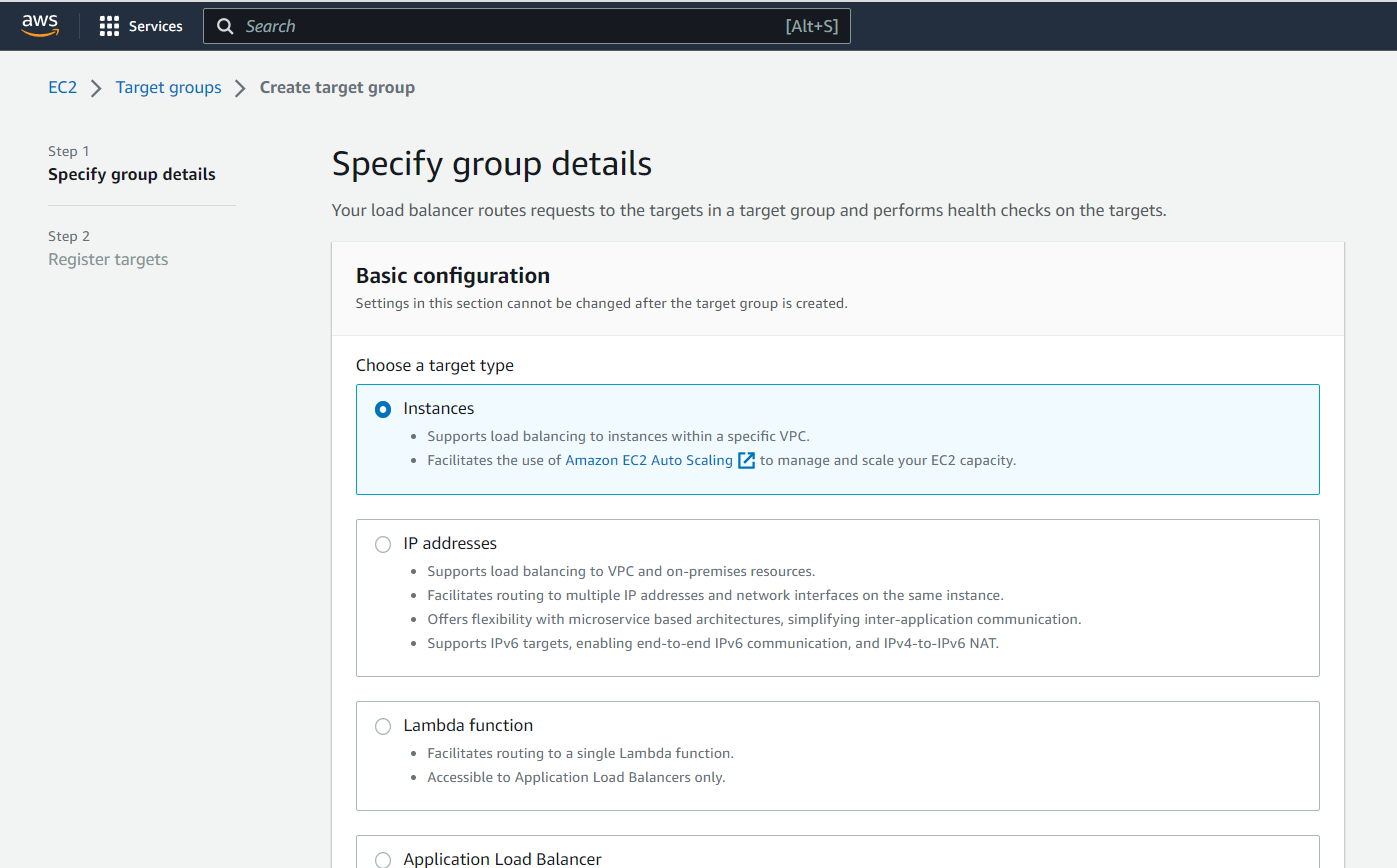 aws Services Search [Alt+S]
EC2 Target groups Create target group
Step 1
Specify group details
Step 2
Register targets
Specify group details
Your load balancer routes requests to the targets in a target group and performs health checks on the targets.
Basic configuration
Settings in this section cannot be changed after the target group is created.
Choose a target type
Instances
Supports load balancing to instances within a specific VPC.
Facilitates the use of Amazon EC2 Auto Scaling to manage and scale your EC2 capacity.
IP addresses
Supports load balancing to VPC and on-premises resources.
Facilitates routing to multiple IP addresses and network interfaces on the same instance.
Offers flexibility with microservice based architectures, simplifying inter-application communication.
Supports IPv6 targets, enabling end-to-end IPv6 communication, and IPv4-to-IPv6 NAT.
Lambda function
Facilitates routing to a single Lambda function.
Accessible to Application Load Balancers only.
Application Load Balancer